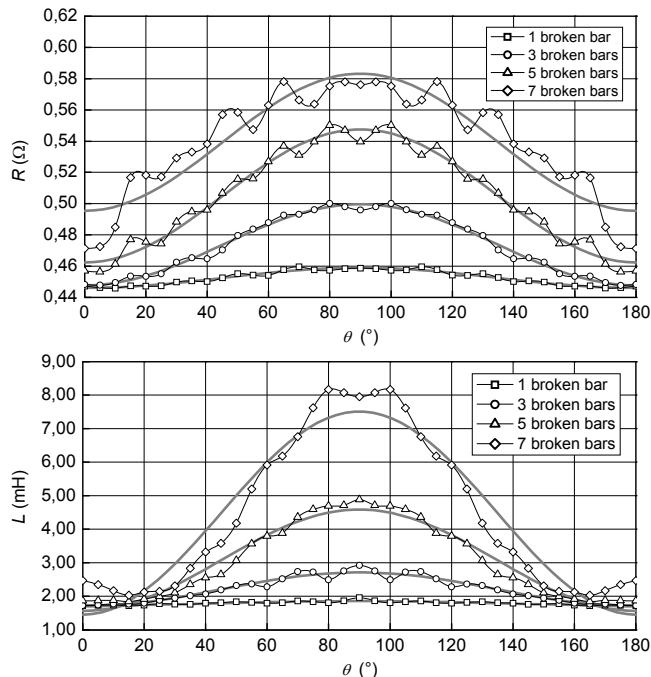 0,62
0,60
0,58
0,56
0,54
0,52
0,50
0,48
0,46
0,44
R (Ω)
1 broken bar
3 broken bars
5 broken bars
7 broken bars
0 20 40 60 80 100 120 140 160 180
θ (°)
9,00
8,00
7,00
6,00
5,00
4,00
3,00
2,00
1,00
L (mH)
1 broken bar
3 broken bars
5 broken bars
7 broken bars
0 20 40 60 80 100 120 140 160 180
θ (°)